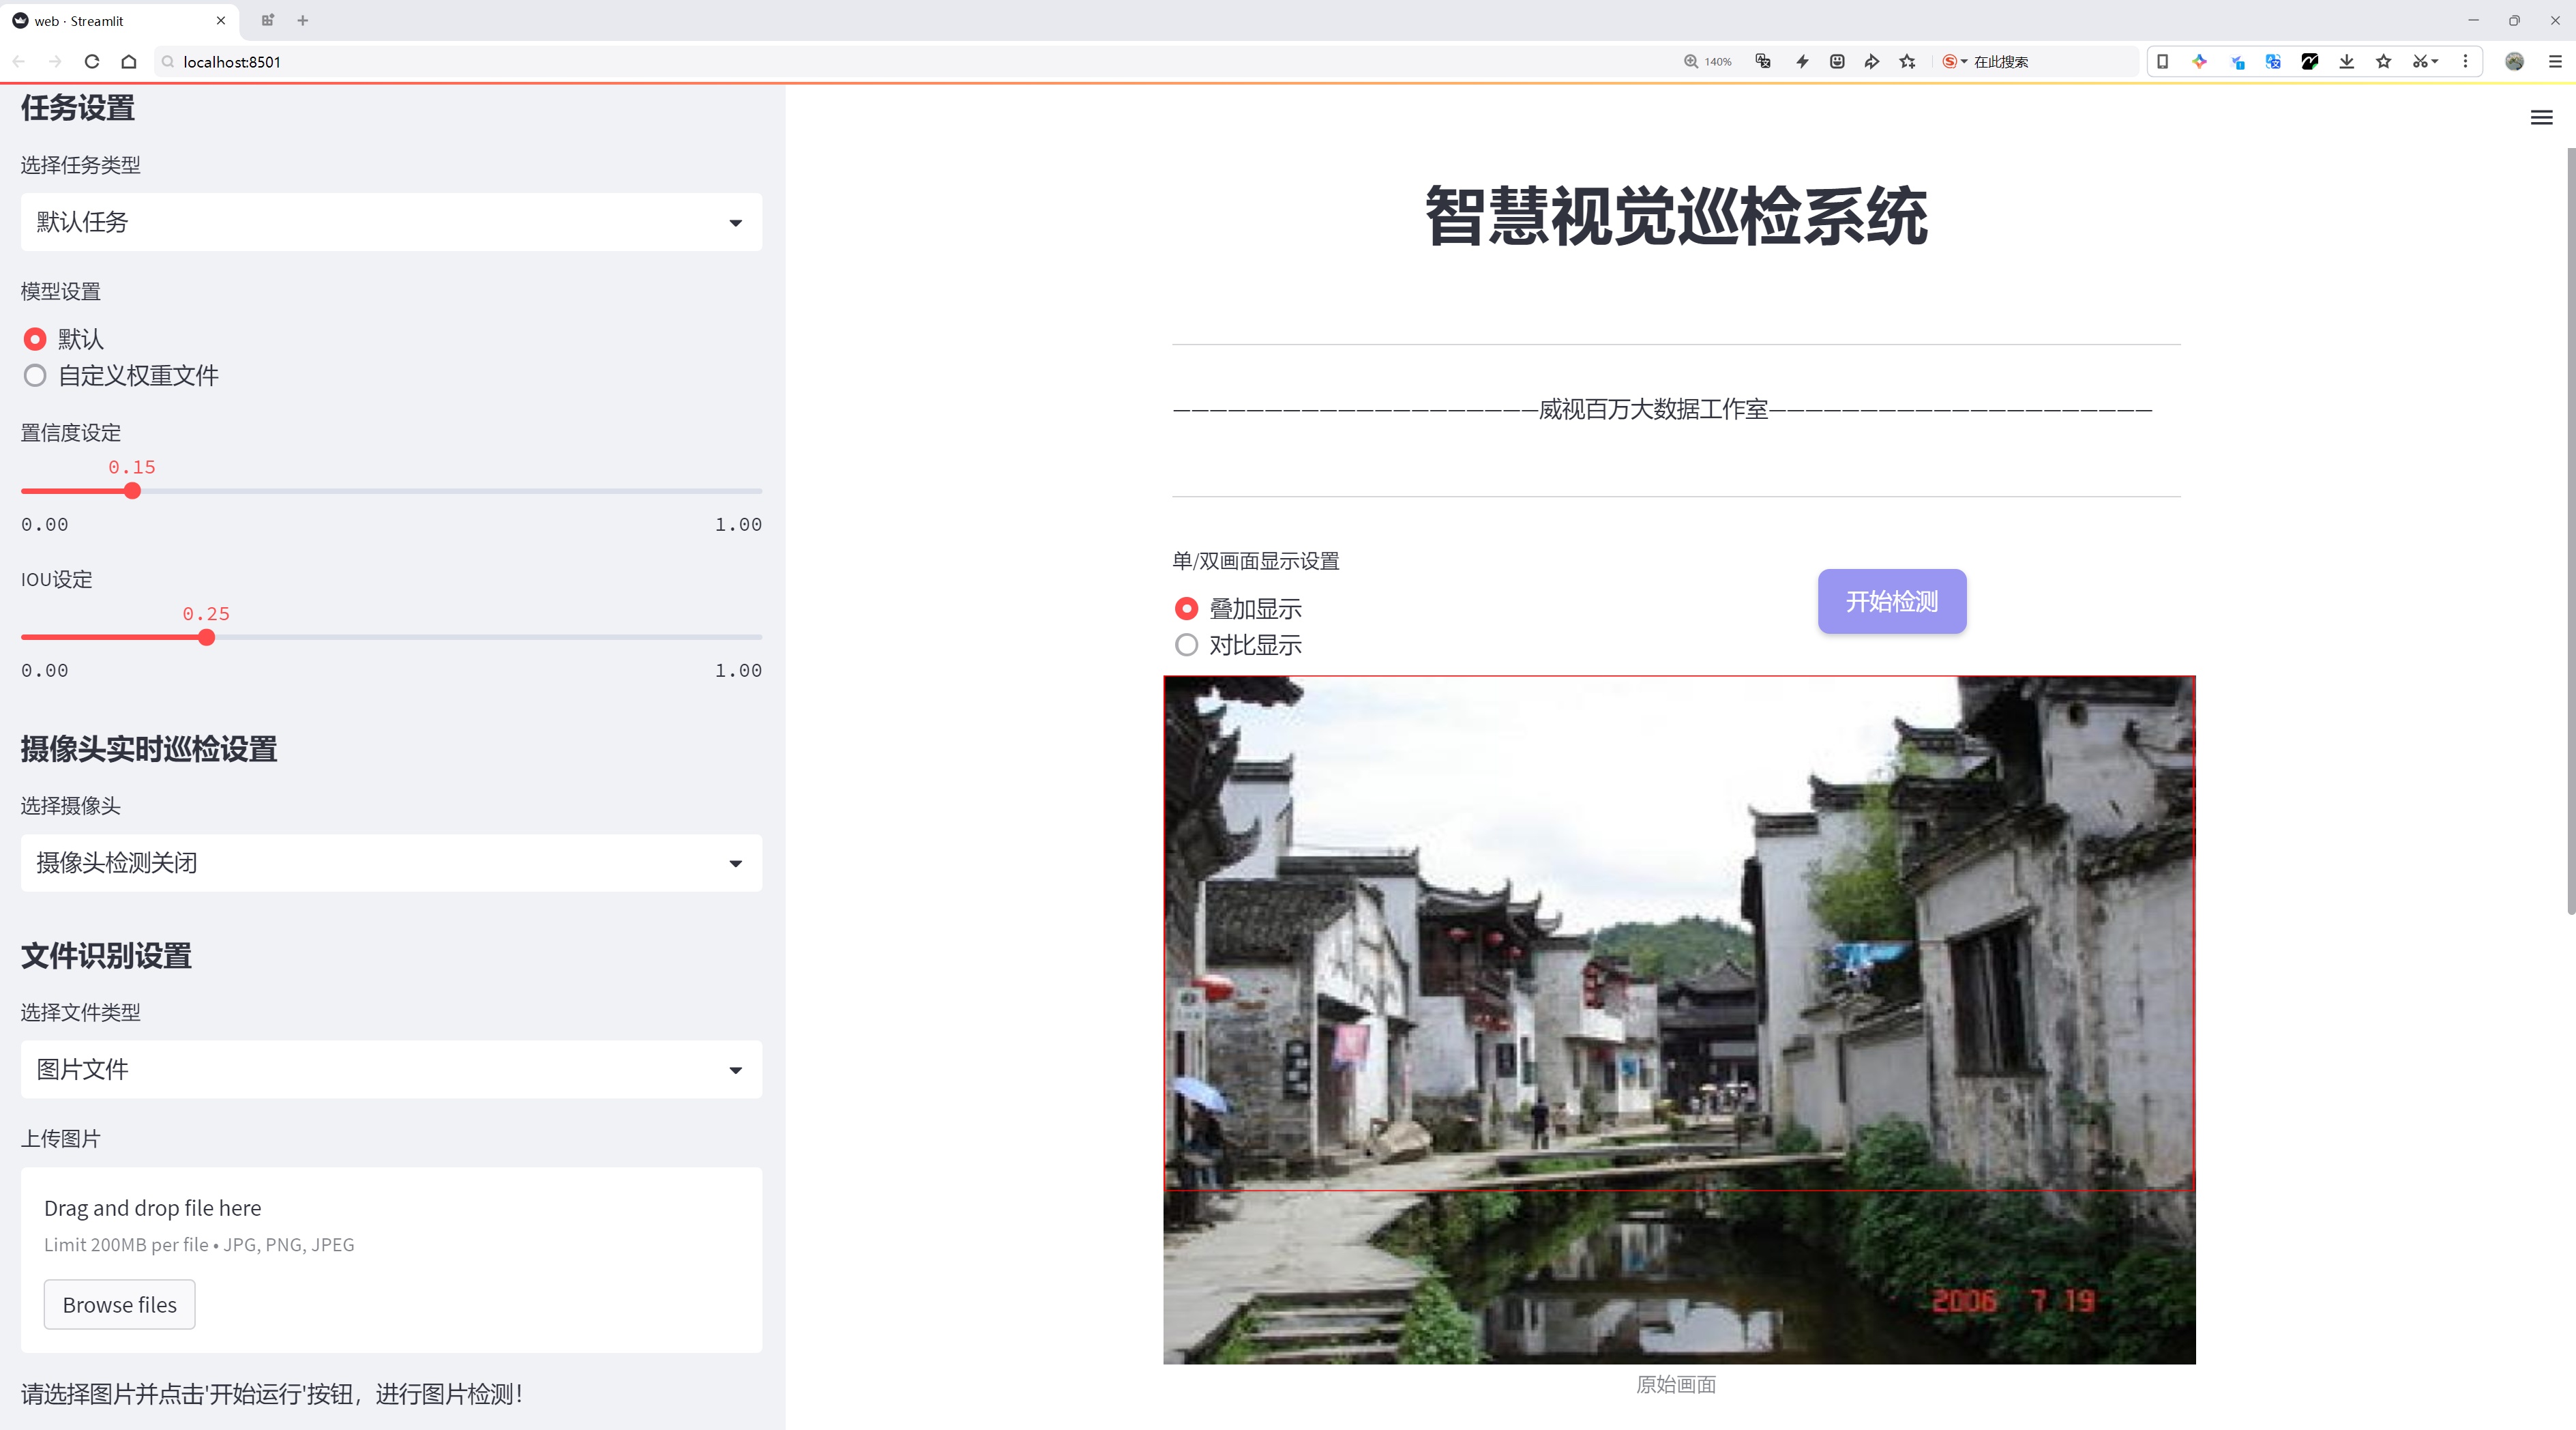 web · Streamlit
localhost:8501
140%
在此搜索
任务设置
选择任务类型
默认任务
模型设置
默认
自定义权重文件
置信度设定
0.15
0.00
1.00
IOU设定
0.25
0.00
1.00
摄像头实时巡检设置
选择摄像头
摄像头检测关闭
文件识别设置
选择文件类型
图片文件
上传图片
Drag and drop file here
Limit 200MB per file • JPG, PNG, JPEG
Browse files
请选择图片并点击'开始运行'按钮，进行图片检测！
智慧视觉巡检系统
—————————————————————威视百万大数据工作室—————————————————————
单/双画面显示设置
叠加显示
对比显示
开始检测
2006 7 19
原始画面